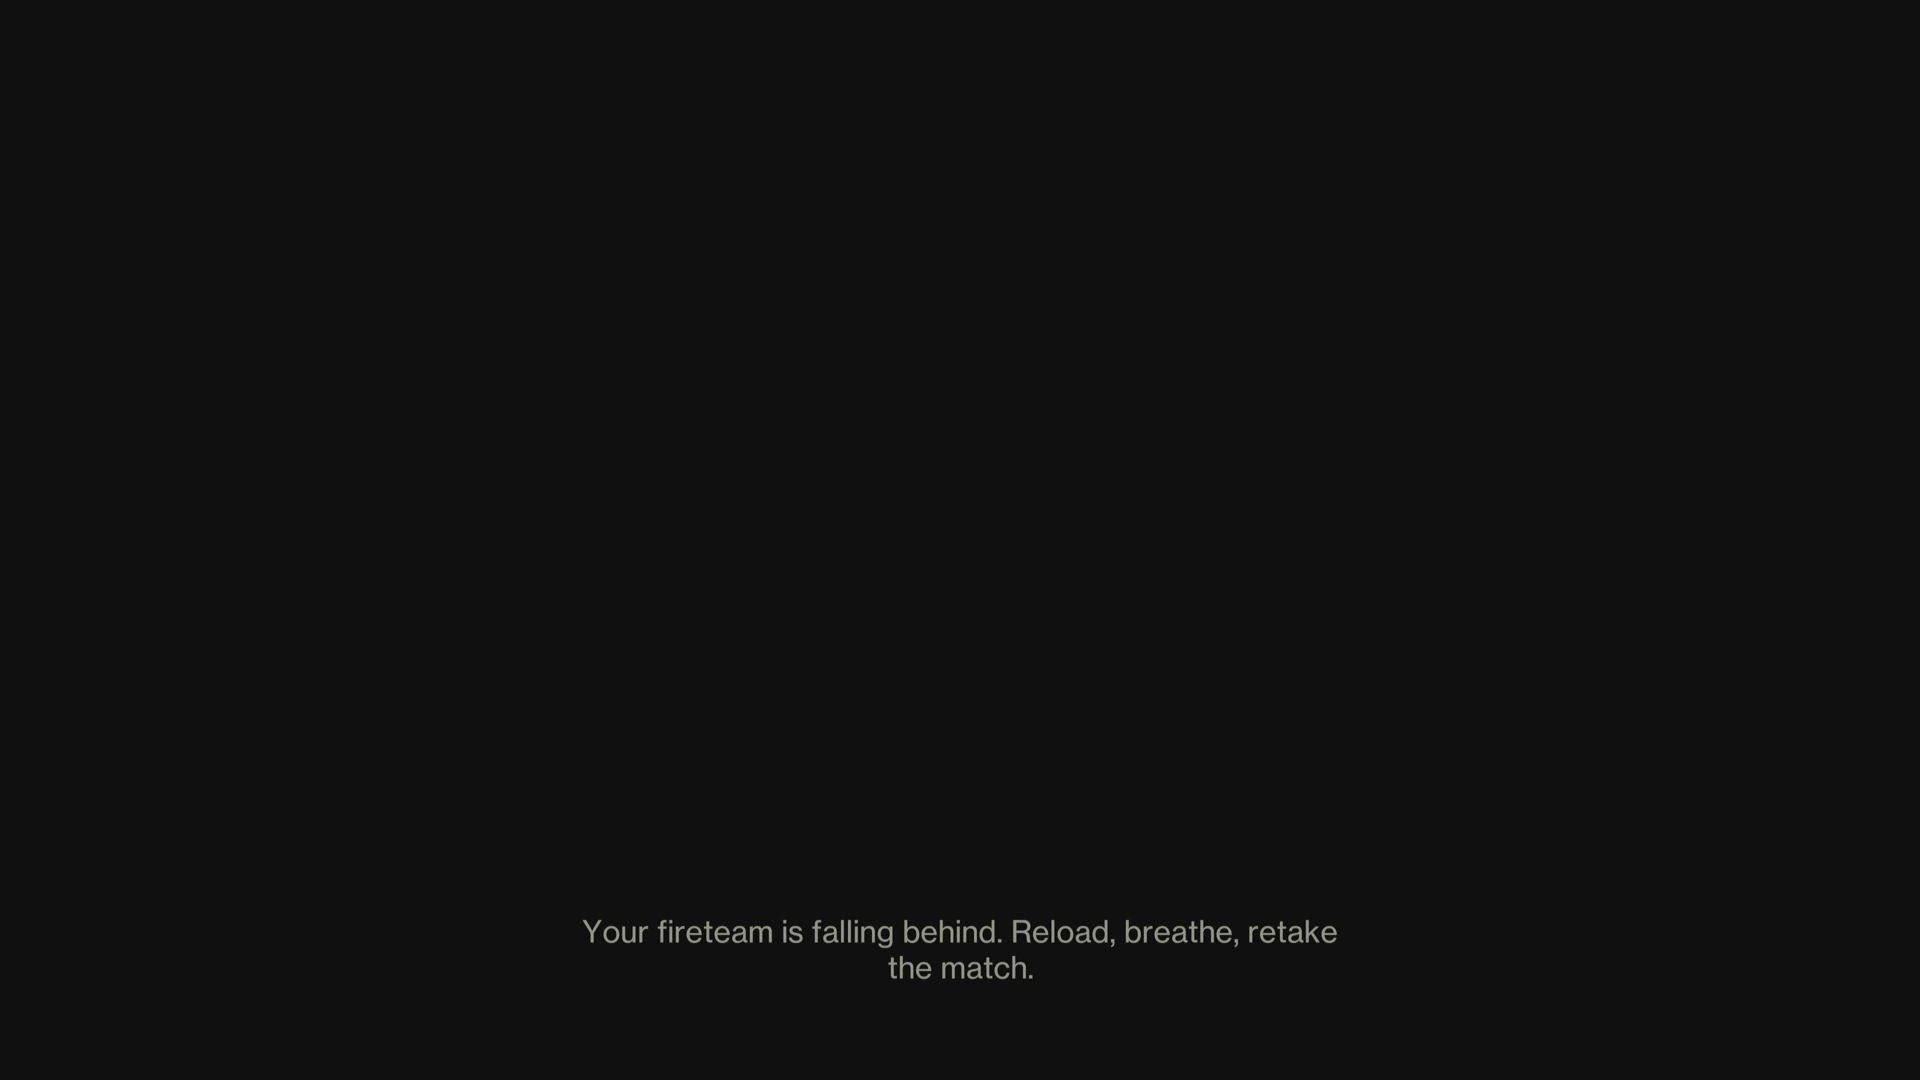 Your fireteam is falling behind. Reload, breathe, retake
the match.